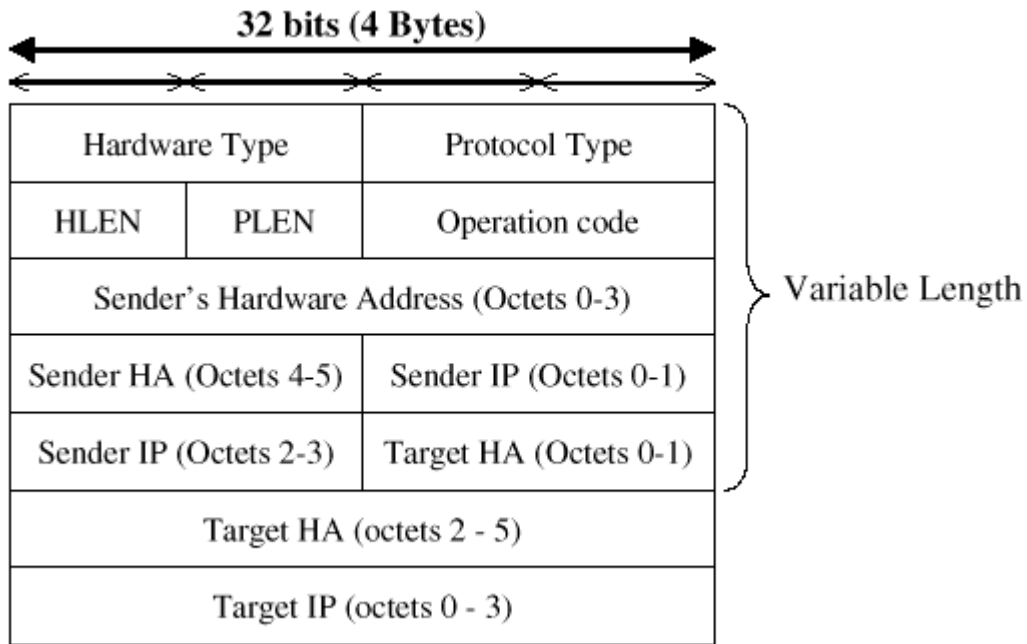 32 bits (4 Bytes)
Hardware Type
Protocol Type
HLEN
PLEN
Operation code
Sender's Hardware Address (Octets 0-3)
Variable Length
Sender HA (Octets 4-5)
Sender IP (Octets 0-1)
Sender IP (Octets 2-3)
Target HA (Octets 0-1)
Target HA (octets 2 - 5)
Target IP (octets 0 - 3)